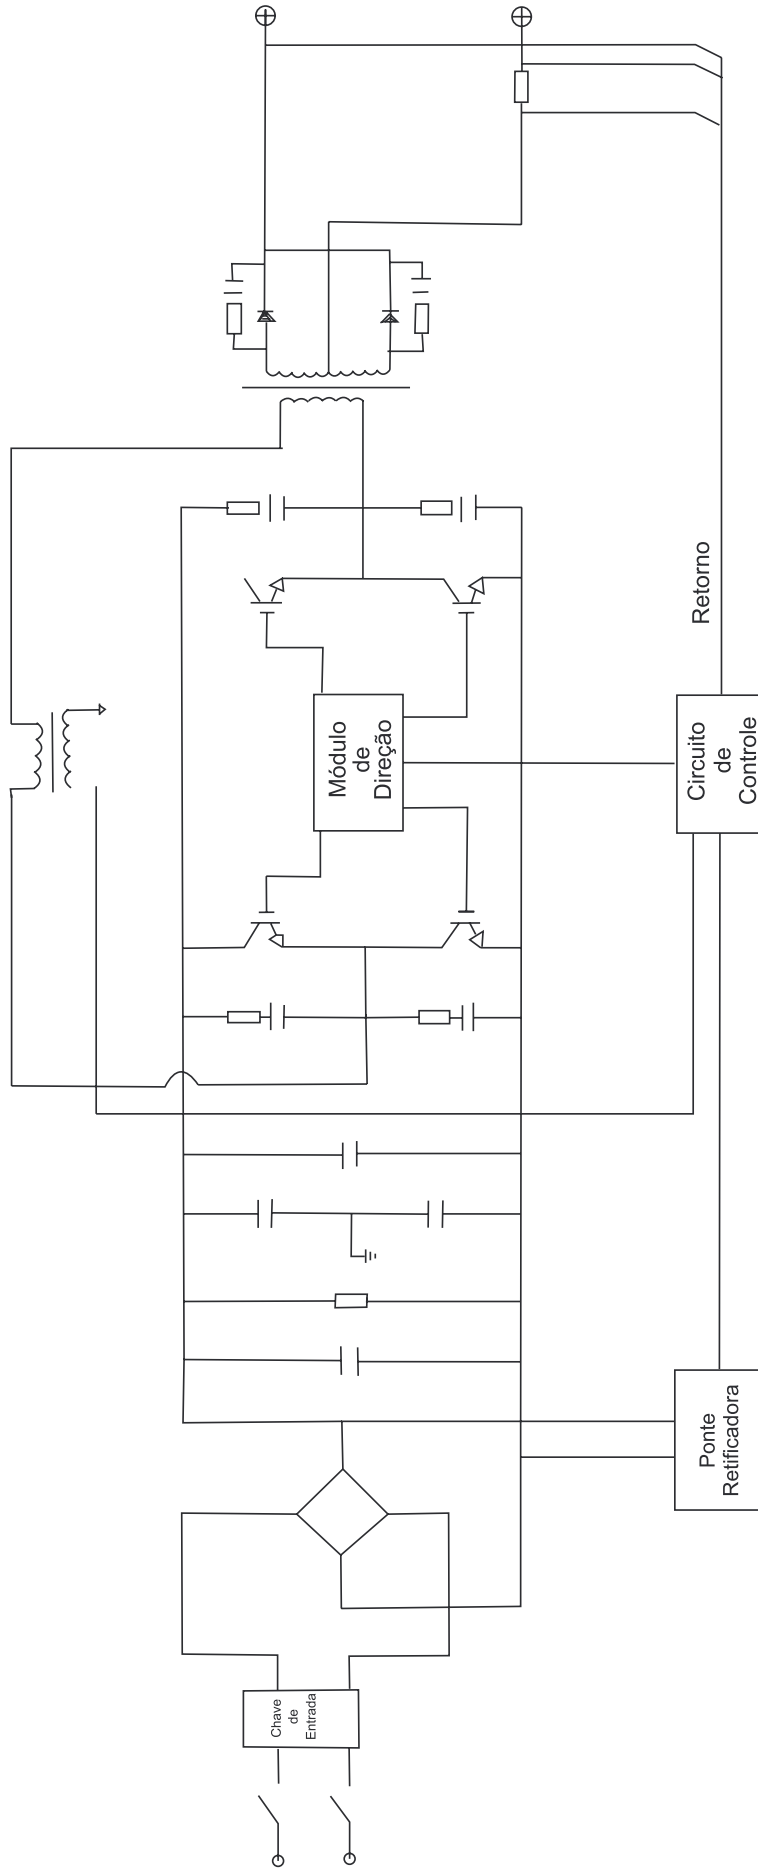 Retorno
Módulo
de
Direção
Circuito
de
Controle
Ponte
Retificadora
Chave
de
Entrada